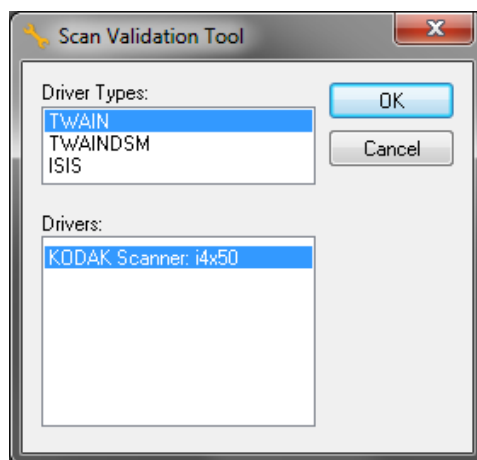 Scan Validation Tool
Driver Types:
TWAIN
TWAINDSM
ISIS
OK
Cancel
Drivers:
KODAK Scanner: i4x50